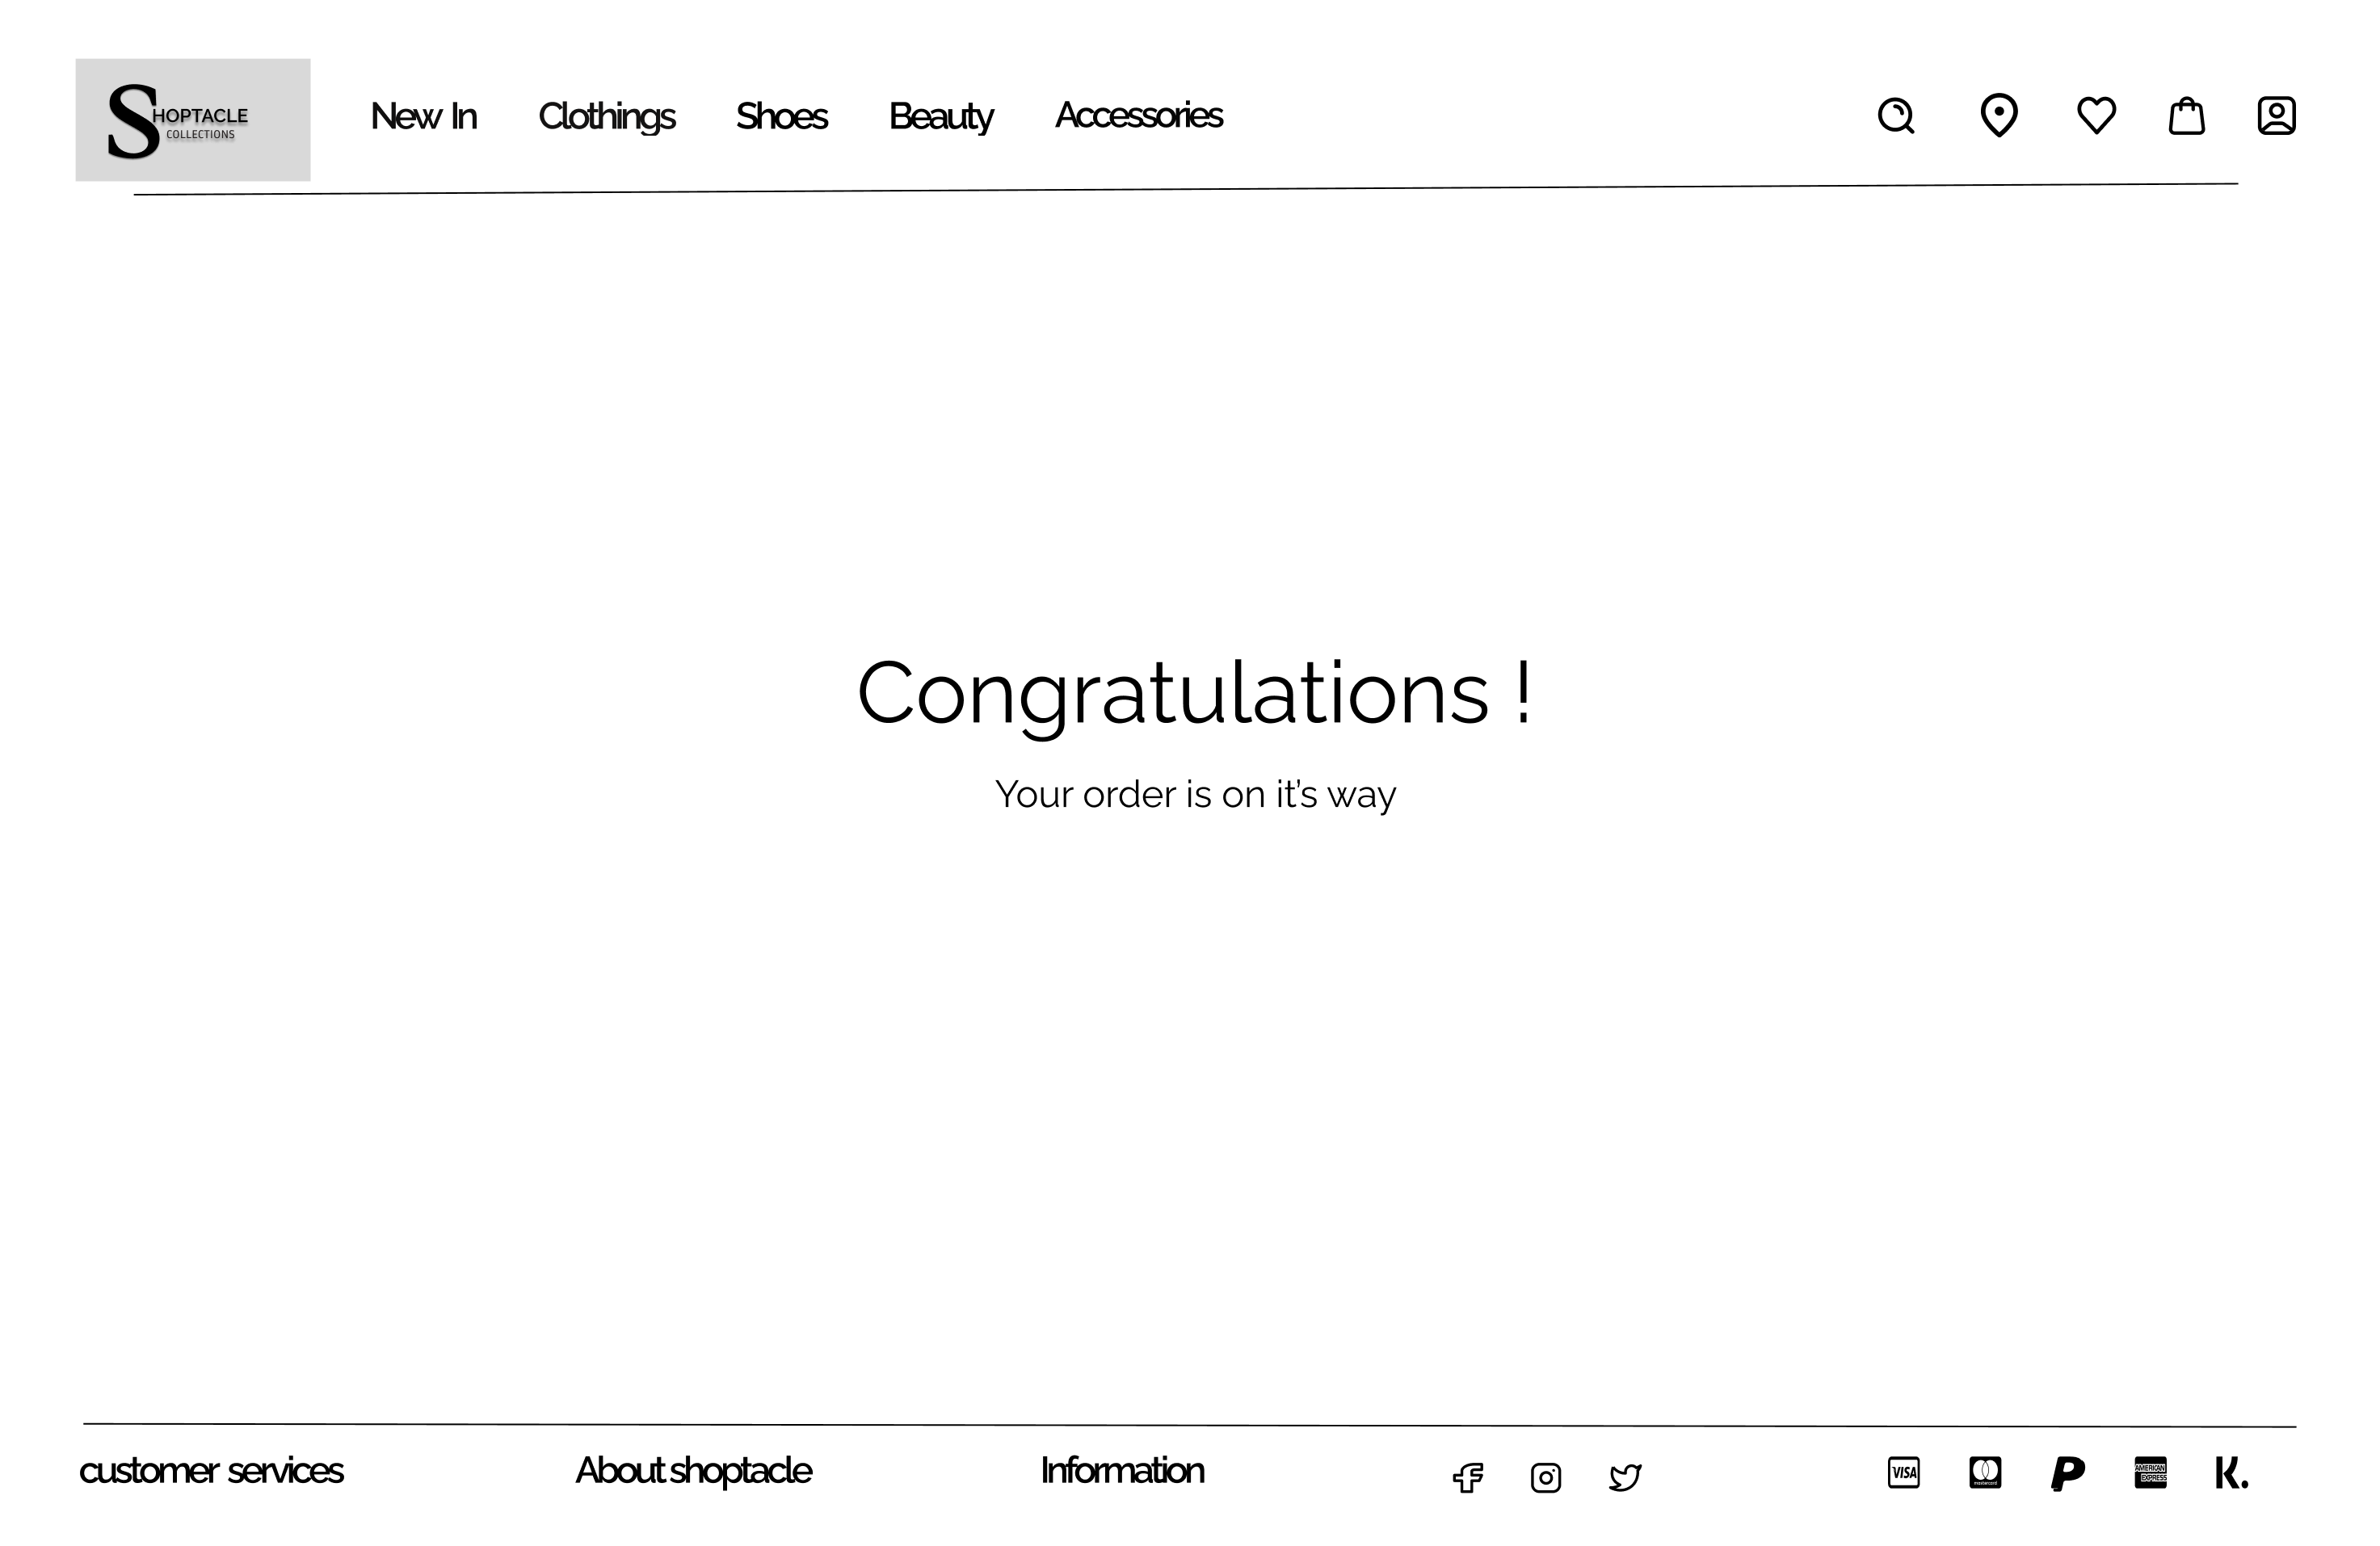 SHOPTACLE
COLLECTIONS
New In Clothings Shoes Beauty Accessories
Congratulations !
Your order is on it's way
customer services About shoptacle Information
VISA mastercard AMERICAN EXPRESS K.